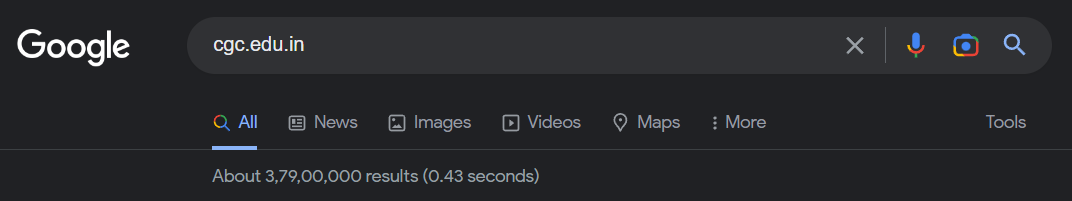 Google cgc.edu.in
All News Images Videos Maps More Tools
About 3,79,00,000 results (0.43 seconds)